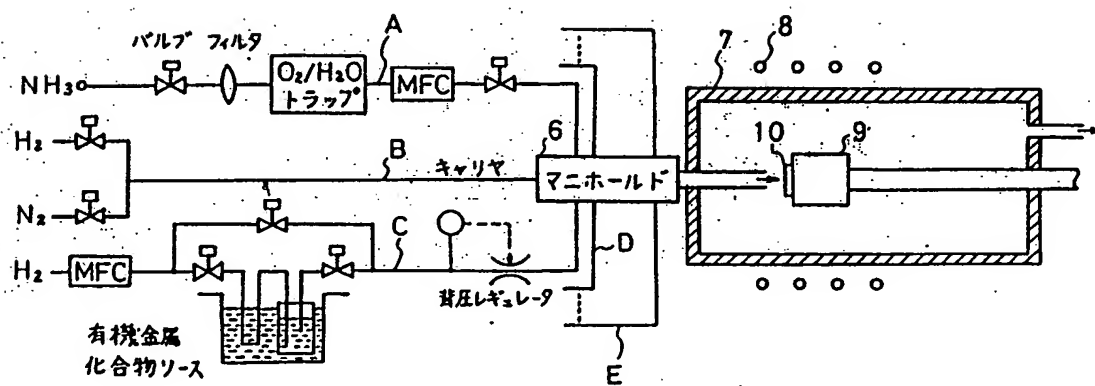 バルブ フィルタ
A
NH₃
O₂/H₂O
トラップ
MFC
7
8
H₂
B
キャリヤ
6
マニホールド
10
9
N₂
C
D
H₂
MFC
背圧レギュレータ
有機金属
化合物ソース
E